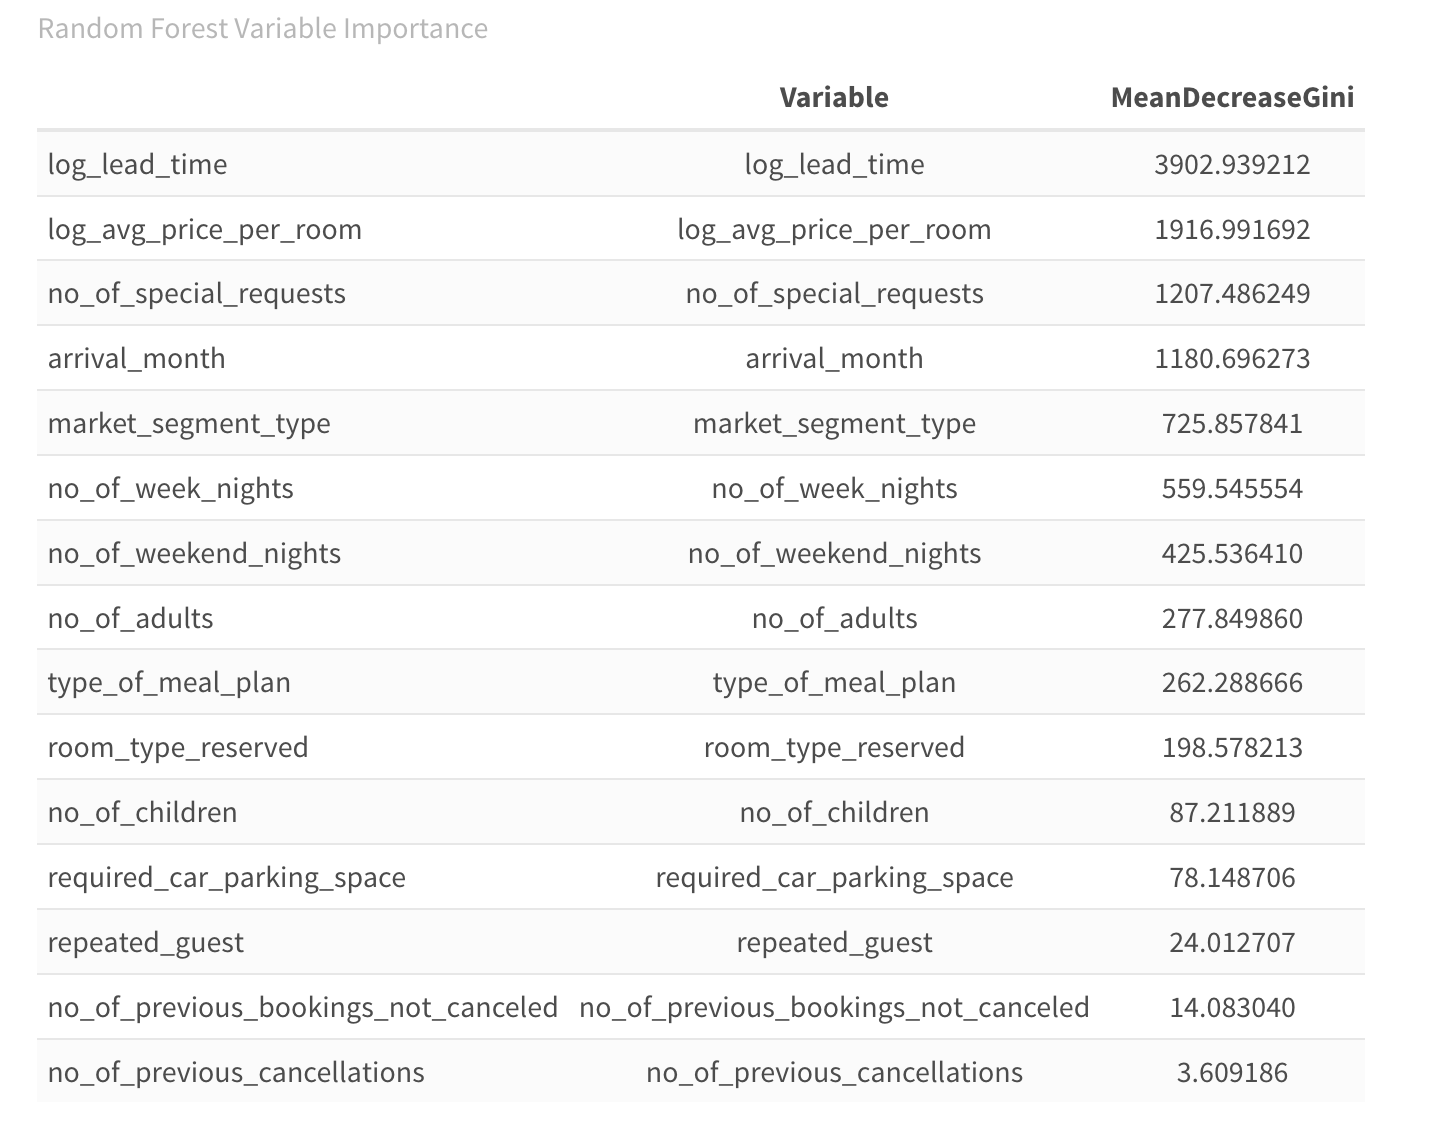 Random Forest Variable Importance
Variable MeanDecreaseGini
log_lead_time log_lead_time 3902.939212
log_avg_price_per_room log_avg_price_per_room 1916.991692
no_of_special_requests no_of_special_requests 1207.486249
arrival_month arrival_month 1180.696273
market_segment_type market_segment_type 725.857841
no_of_week_nights no_of_week_nights 559.545554
no_of_weekend_nights no_of_weekend_nights 425.536410
no_of_adults no_of_adults 277.849860
type_of_meal_plan type_of_meal_plan 262.288666
room_type_reserved room_type_reserved 198.578213
no_of_children no_of_children 87.211889
required_car_parking_space required_car_parking_space 78.148706
repeated_guest repeated_guest 24.012707
no_of_previous_bookings_not_canceled no_of_previous_bookings_not_canceled 14.083040
no_of_previous_cancellations no_of_previous_cancellations 3.609186